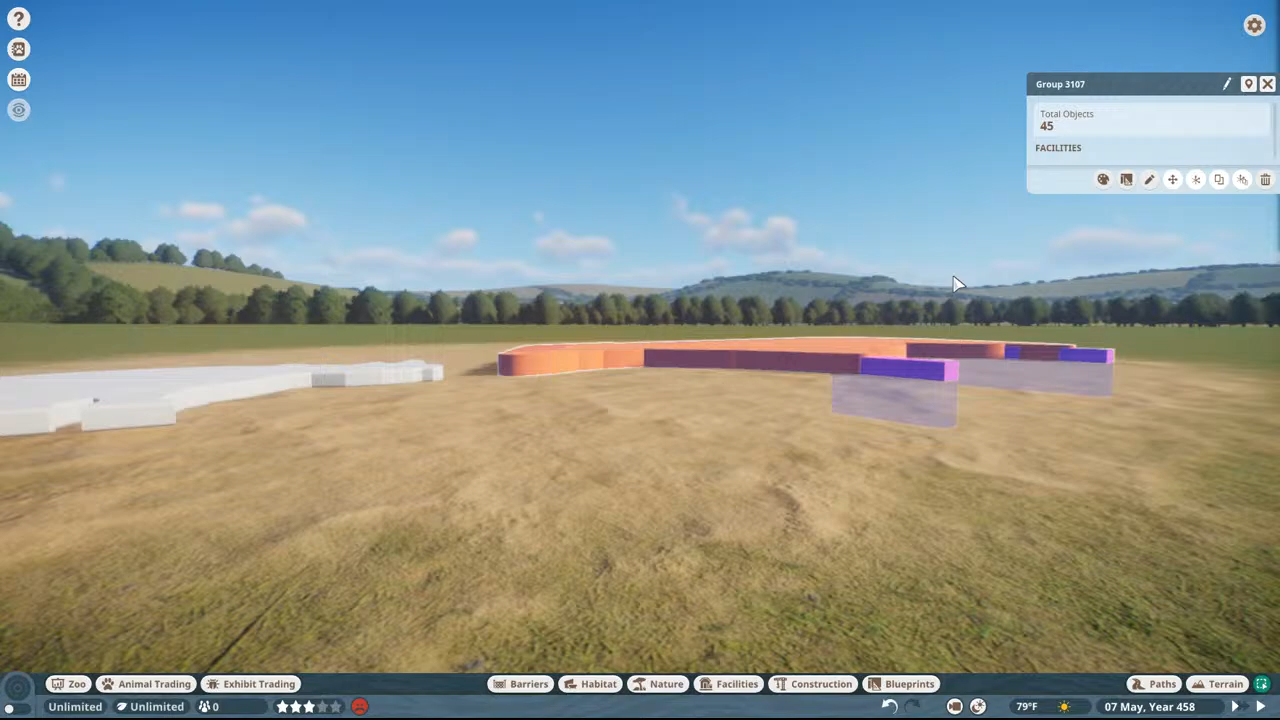 ?
Group 3107
Total Objects
45
FACILITIES
Zoo
Animal Trading
Exhibit Trading
Barriers
Habitat
Nature
Facilities
Construction
Blueprints
Paths
Terrain
Unlimited
Unlimited
0
79°F
07 May, Year 458